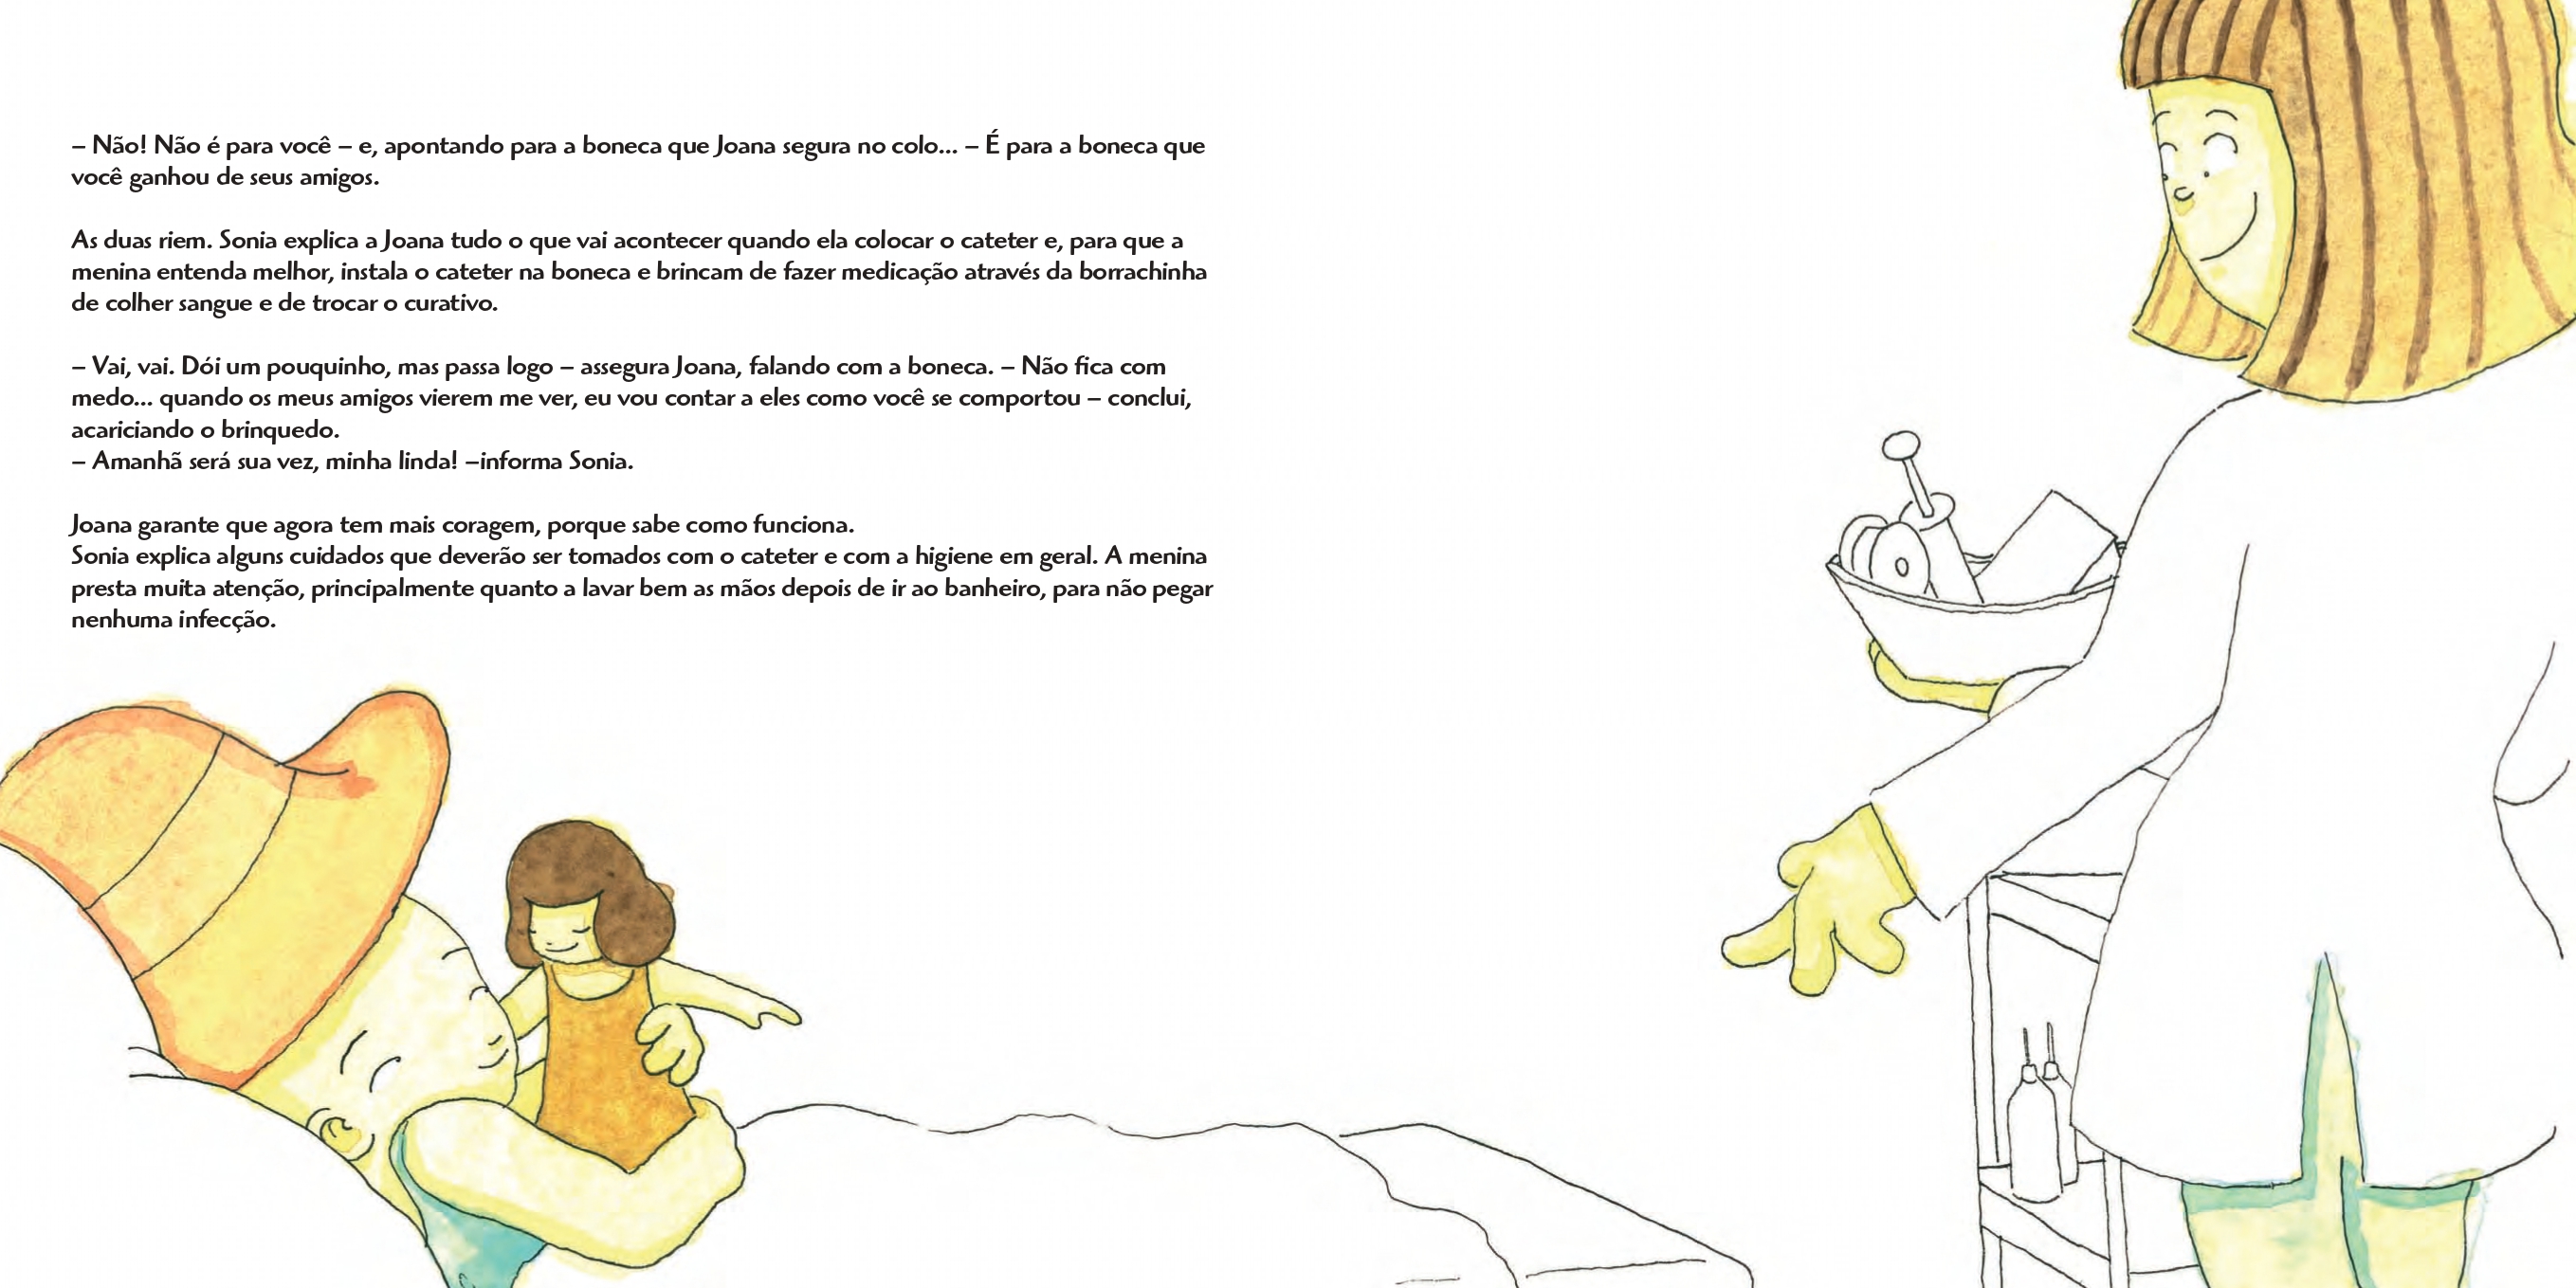 – Não! Não é para você – e, apontando para a boneca que Joana segura no colo... – É para a boneca que
você ganhou de seus amigos.
As duas riem. Sonia explica a Joana tudo o que vai acontecer quando ela colocar o cateter e, para que a
menina entenda melhor, instala o cateter na boneca e brincam de fazer medicação através da borrachinha
de colher sangue e de trocar o curativo.
– Vai, vai. Dói um pouquinho, mas passa logo – assegura Joana, falando com a boneca. – Não fica com
medo... quando os meus amigos vierem me ver, eu vou contar a eles como você se comportou – conclui,
acariciando o brinquedo.
– Amanhã será sua vez, minha linda! –informa Sonia.
Joana garante que agora tem mais coragem, porque sabe como funciona.
Sonia explica alguns cuidados que deverão ser tomados com o cateter e com a higiene em geral. A menina
presta muita atenção, principalmente quanto a lavar bem as mãos depois de ir ao banheiro, para não pegar
nenhuma infecção.